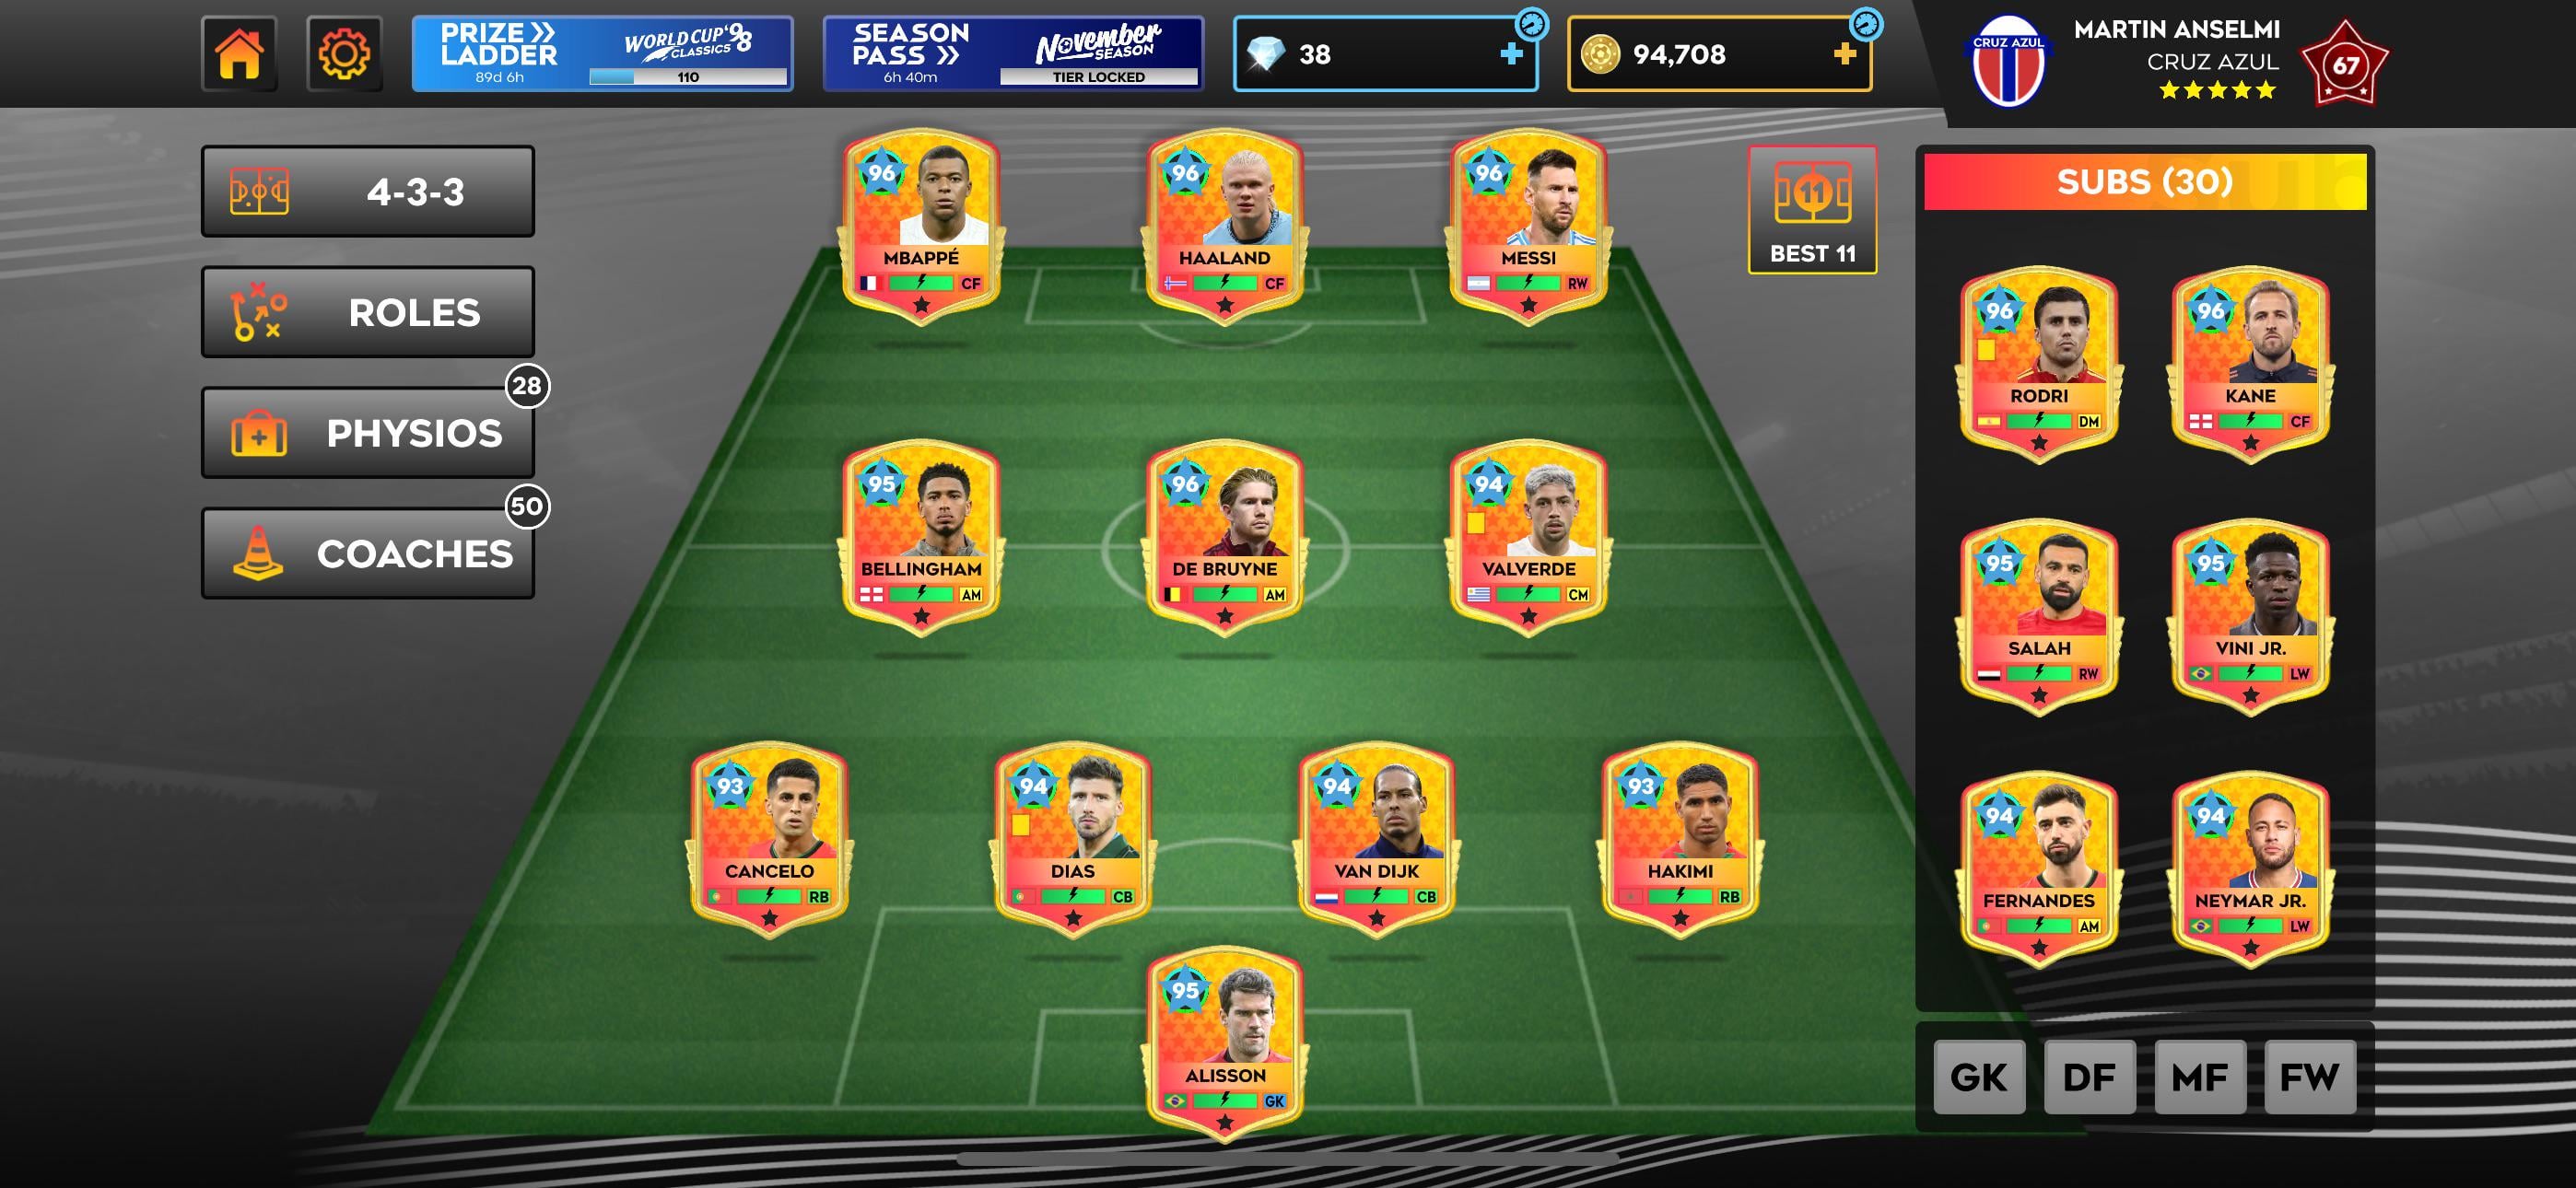 PRIZE »
LADDER
89d 6h
WORLD CUP '98
CLASSICS
110
SEASON
PASS »
6h 40m
November
SEASON
TIER LOCKED
38
+
94,708
+
CRUZ AZUL
MARTIN ANSELMI
CRUZ AZUL
67
4-3-3
ROLES
28
PHYSIOS
50
COACHES
96
MBAPPÉ
CF
96
HAALAND
CF
96
MESSI
RW
11
BEST 11
95
BELLINGHAM
AM
96
DE BRUYNE
AM
94
VALVERDE
CM
93
CANCELO
RB
94
DIAS
CB
94
VAN DIJK
CB
93
HAKIMI
RB
95
ALISSON
GK
SUBS (30)
96
RODRI
DM
96
KANE
CF
95
SALAH
RW
95
VINI JR.
LW
94
FERNANDES
AM
94
NEYMAR JR.
LW
GK DF MF FW